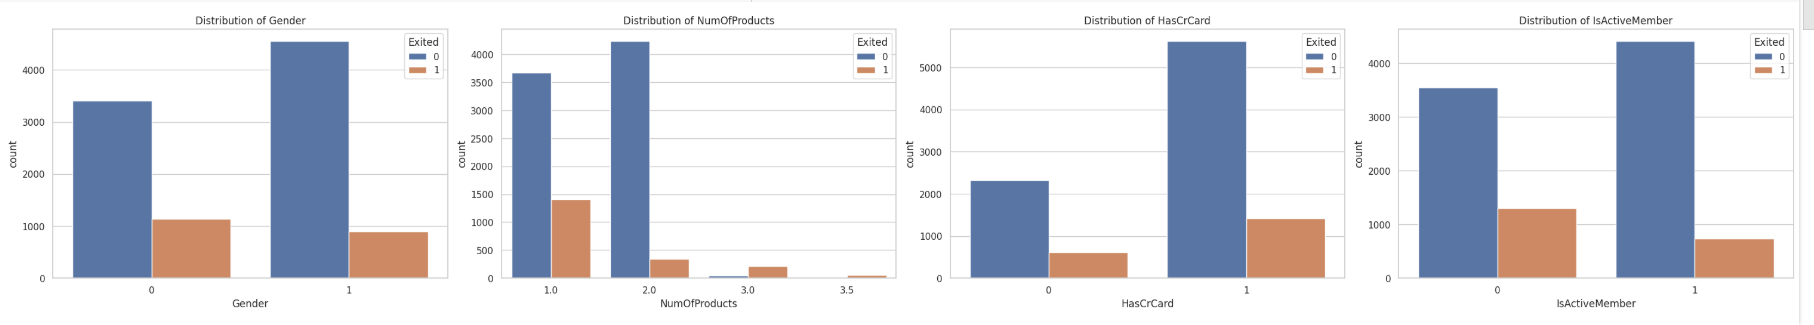 Distribution of Gender
Exited
0
1
4000
3000
2000
1000
0
count
0 1
Gender
Distribution of NumOfProducts
Exited
0
1
4000
3500
3000
2500
2000
1500
1000
500
0
count
1.0 2.0 3.0 3.5
NumOfProducts
Distribution of HasCrCard
Exited
0
1
5000
4000
3000
2000
1000
0
count
0 1
HasCrCard
Distribution of IsActiveMember
Exited
0
1
4000
3000
2000
1000
0
count
0 1
IsActiveMember